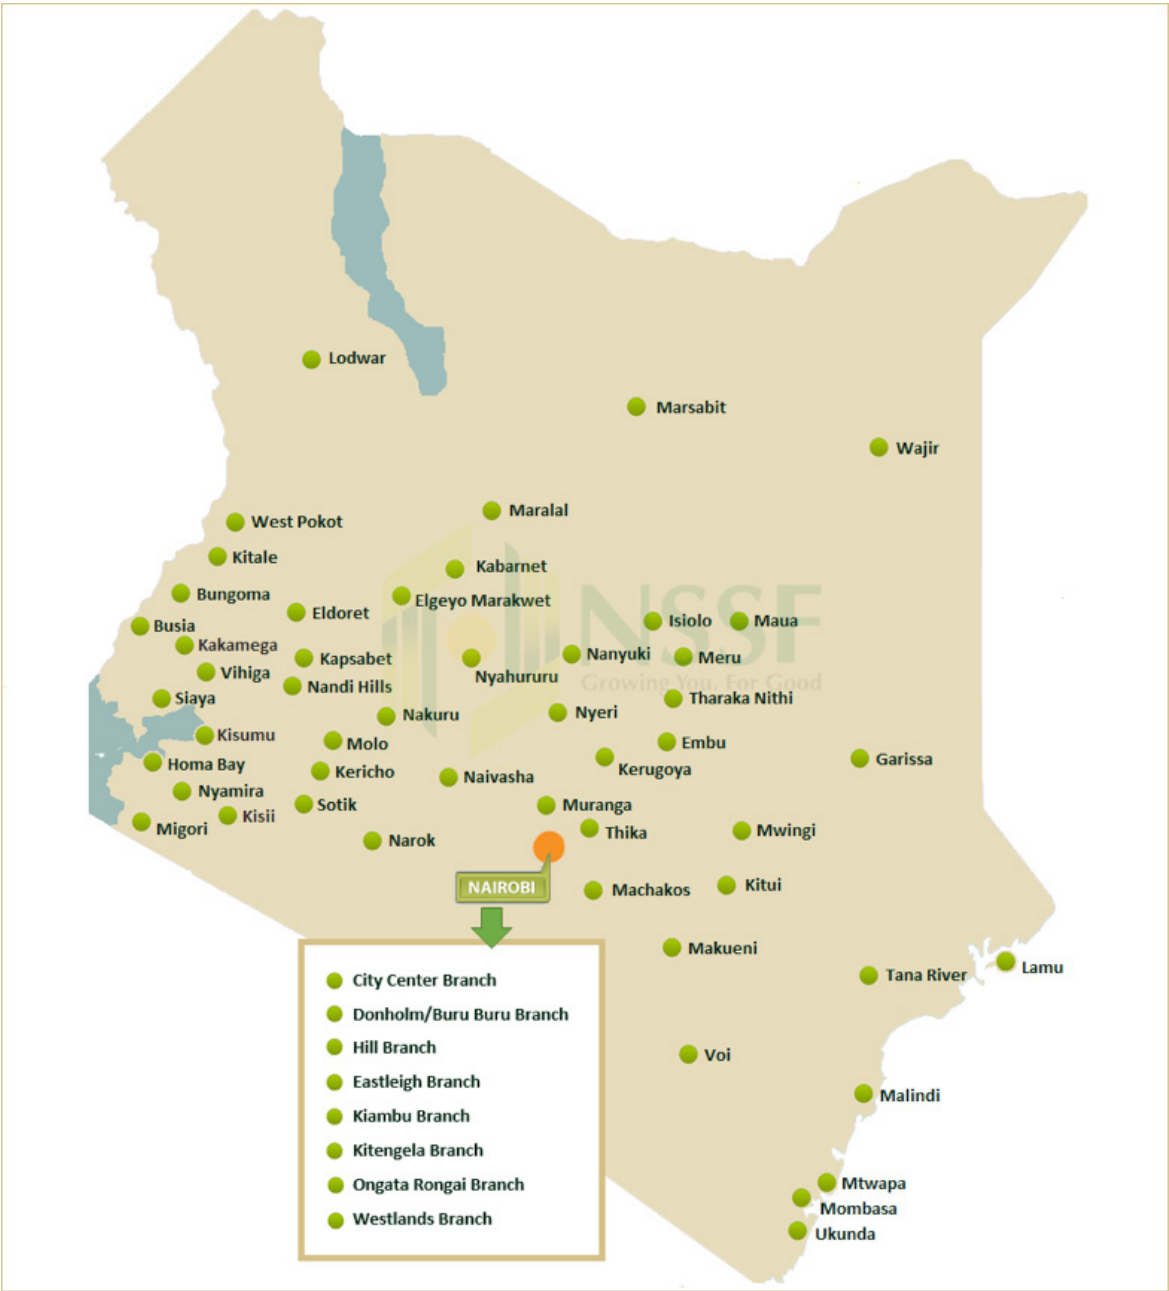 Lodwar
Marsabit
Wajir
Maralal
West Pokot
Kitale
Kabarnet
Bungoma
Elgeyo Marakwet
Eldoret
NSSF
Growing You. For Good
Isiolo
Maua
Busia
Kakamega
Kapsabet
Nanyuki
Meru
Vihiga
Nyahururu
Nandi Hills
Siaya
Tharaka Nithi
Nakuru
Nyeri
Kisumu
Molo
Embu
Homa Bay
Kericho
Naivasha
Kerugoya
Garissa
Nyamira
Sotik
Muranga
Kisii
Migori
Thika
Mwingi
Narok
NAIROBI
Machakos
Kitui
Makueni
Lamu
Tana River
City Center Branch
Donholm/Buru Buru Branch
Hill Branch
Voi
Eastleigh Branch
Malindi
Kiambu Branch
Kitengela Branch
Ongata Rongai Branch
Mtwapa
Mombasa
Westlands Branch
Ukunda